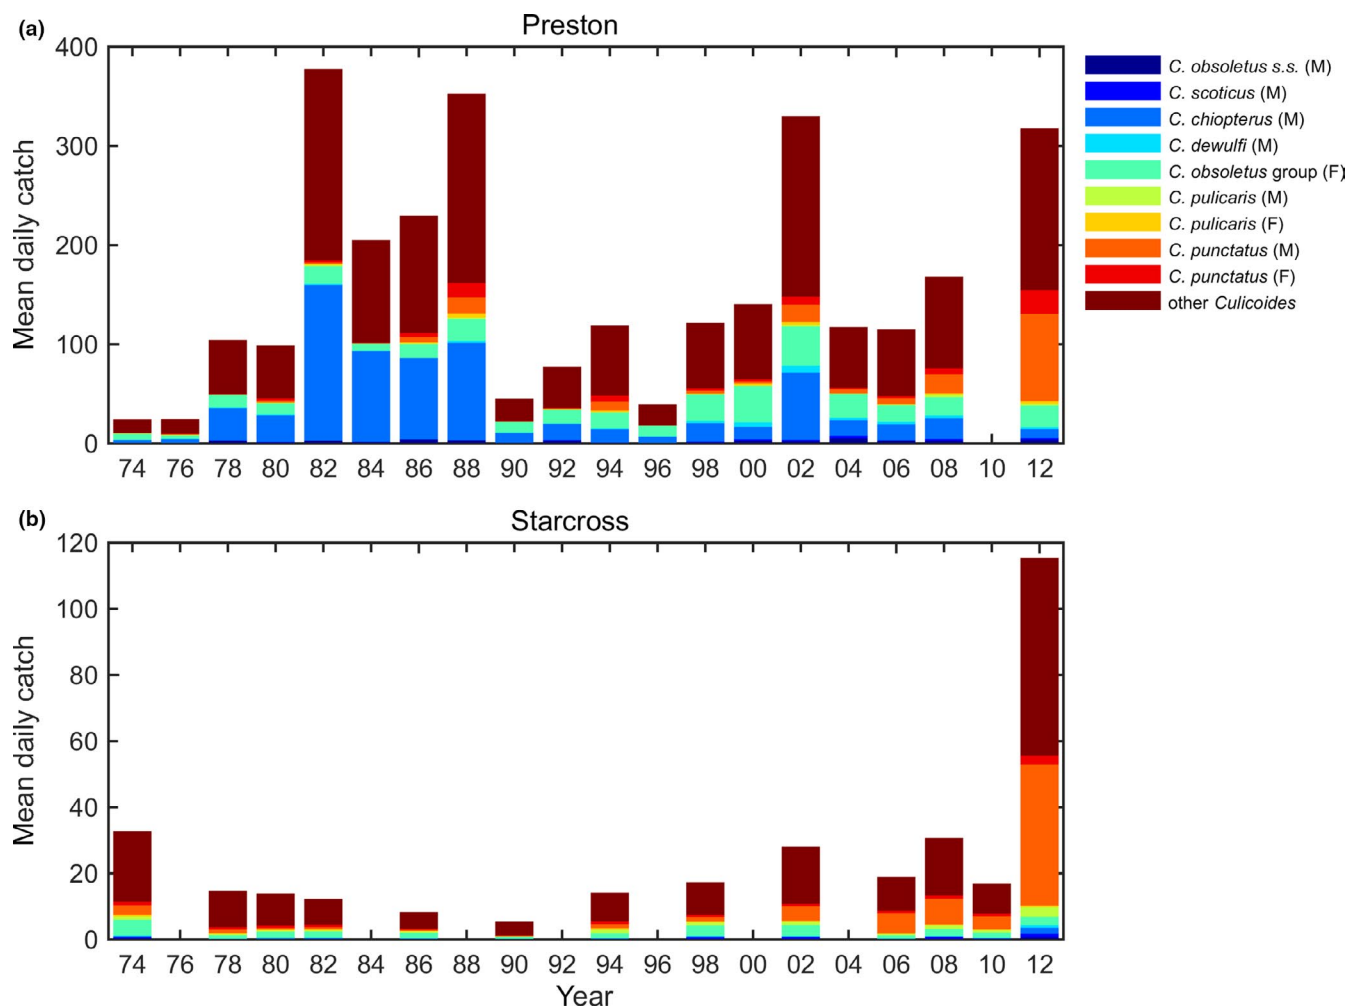 (a)
Preston
400
300
200
100
0
Mean daily catch
74 76 78 80 82 84 86 88 90 92 94 96 98 00 02 04 06 08 10 12
C. obsoletus s.s. (M)
C. scoticus (M)
C. chiopterus (M)
C. dewulfi (M)
C. obsoletus group (F)
C. pulicaris (M)
C. pulicaris (F)
C. punctatus (M)
C. punctatus (F)
other Culicoides
(b)
Starcross
120
100
80
60
40
20
0
Mean daily catch
74 76 78 80 82 84 86 88 90 92 94 96 98 00 02 04 06 08 10 12
Year